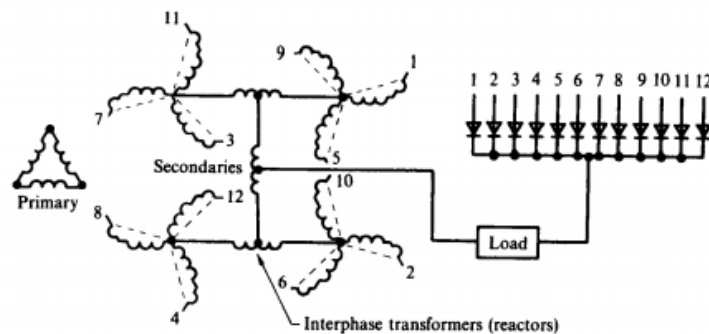 11
9
1
1 2 3 4 5 6 7 8 9 10 11 12
7
3
5
Secondaries
Primary
10
12
8
Load
2
6
4
Interphase transformers (reactors)